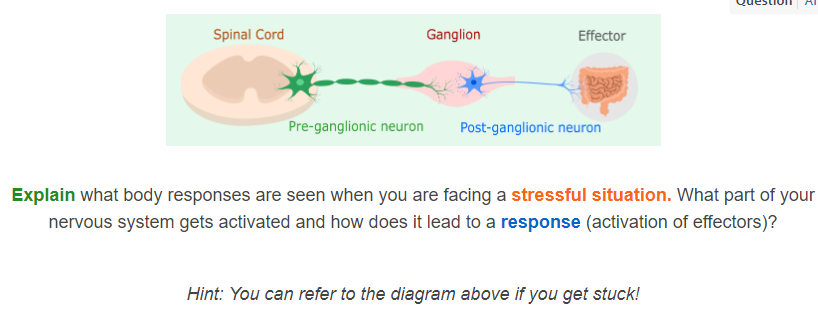 Question
Spinal Cord Ganglion Effector
Pre-ganglionic neuron Post-ganglionic neuron
Explain what body responses are seen when you are facing a stressful situation. What part of your
nervous system gets activated and how does it lead to a response (activation of effectors)?
Hint: You can refer to the diagram above if you get stuck!